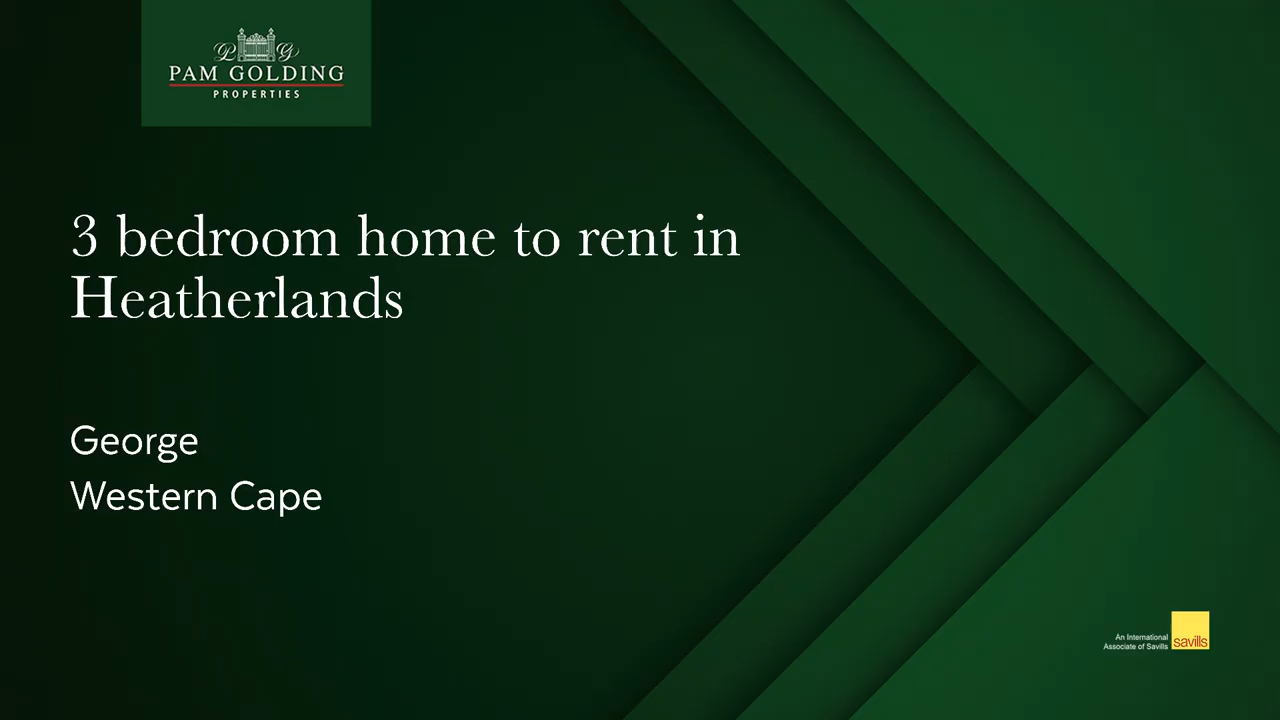 P G
PAM GOLDING
PROPERTIES
3 bedroom home to rent in
Heatherlands
George
Western Cape
An International
Associate of Savills
savills